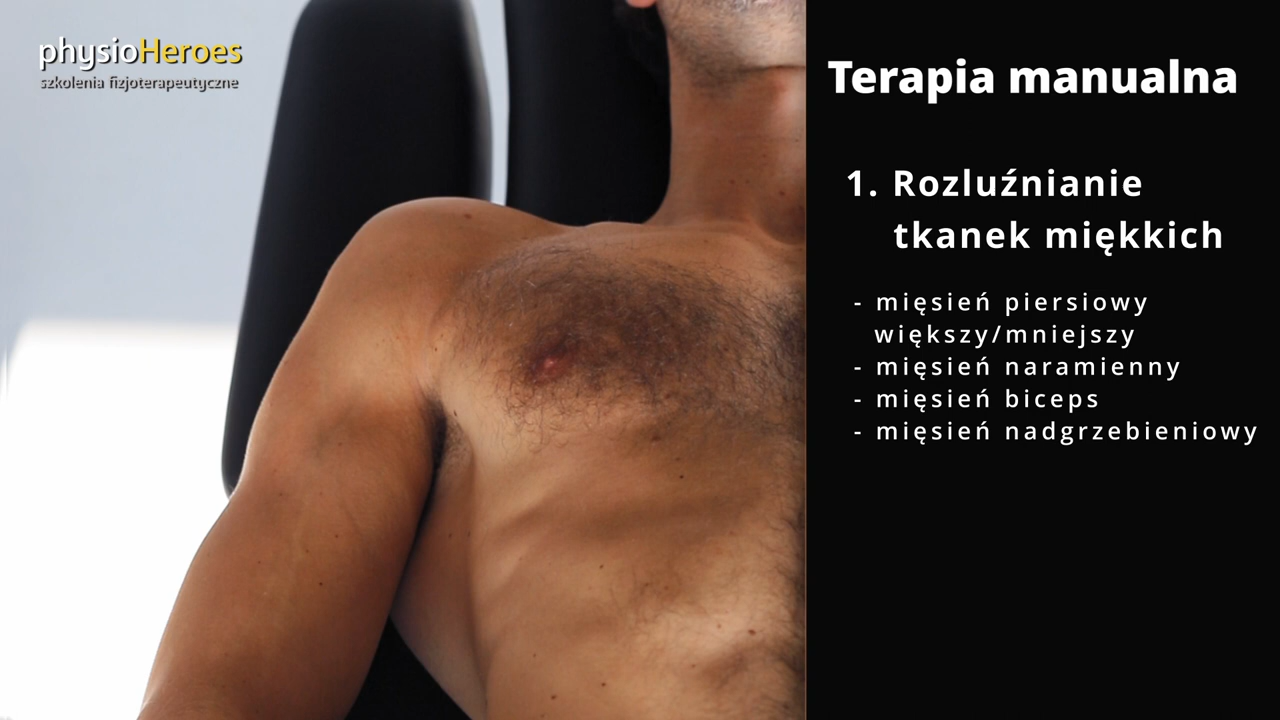 physioHeroes
szkolenia fizjoterapeutyczne
Terapia manualna
1. Rozluźnianie
tkanek miękkich
- mięsień piersiowy
większy/mniejszy
- mięsień naramienny
- mięsień biceps
- mięsień nadgrzebieniowy